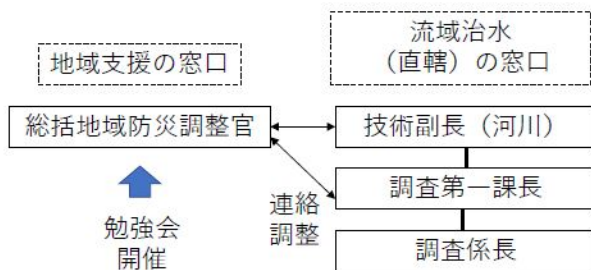 地域支援の窓口
流域治水
（直轄）の窓口
総括地域防災調整官
技術副長（河川）
調査第一課長
調査係長
連絡
調整
勉強会
開催